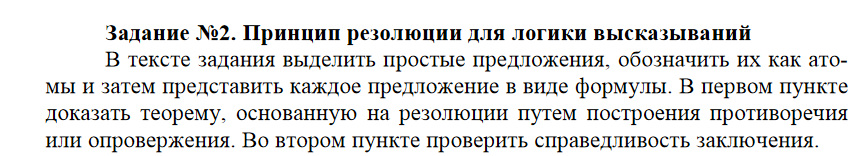 Задание №2. Принцип резолюции для логики высказываний
В тексте задания выделить простые предложения, обозначить их как ато-
мы и затем представить каждое предложение в виде формулы. В первом пункте
доказать теорему, основанную на резолюции путем построения противоречия
или опровержения. Во втором пункте проверить справедливость заключения.